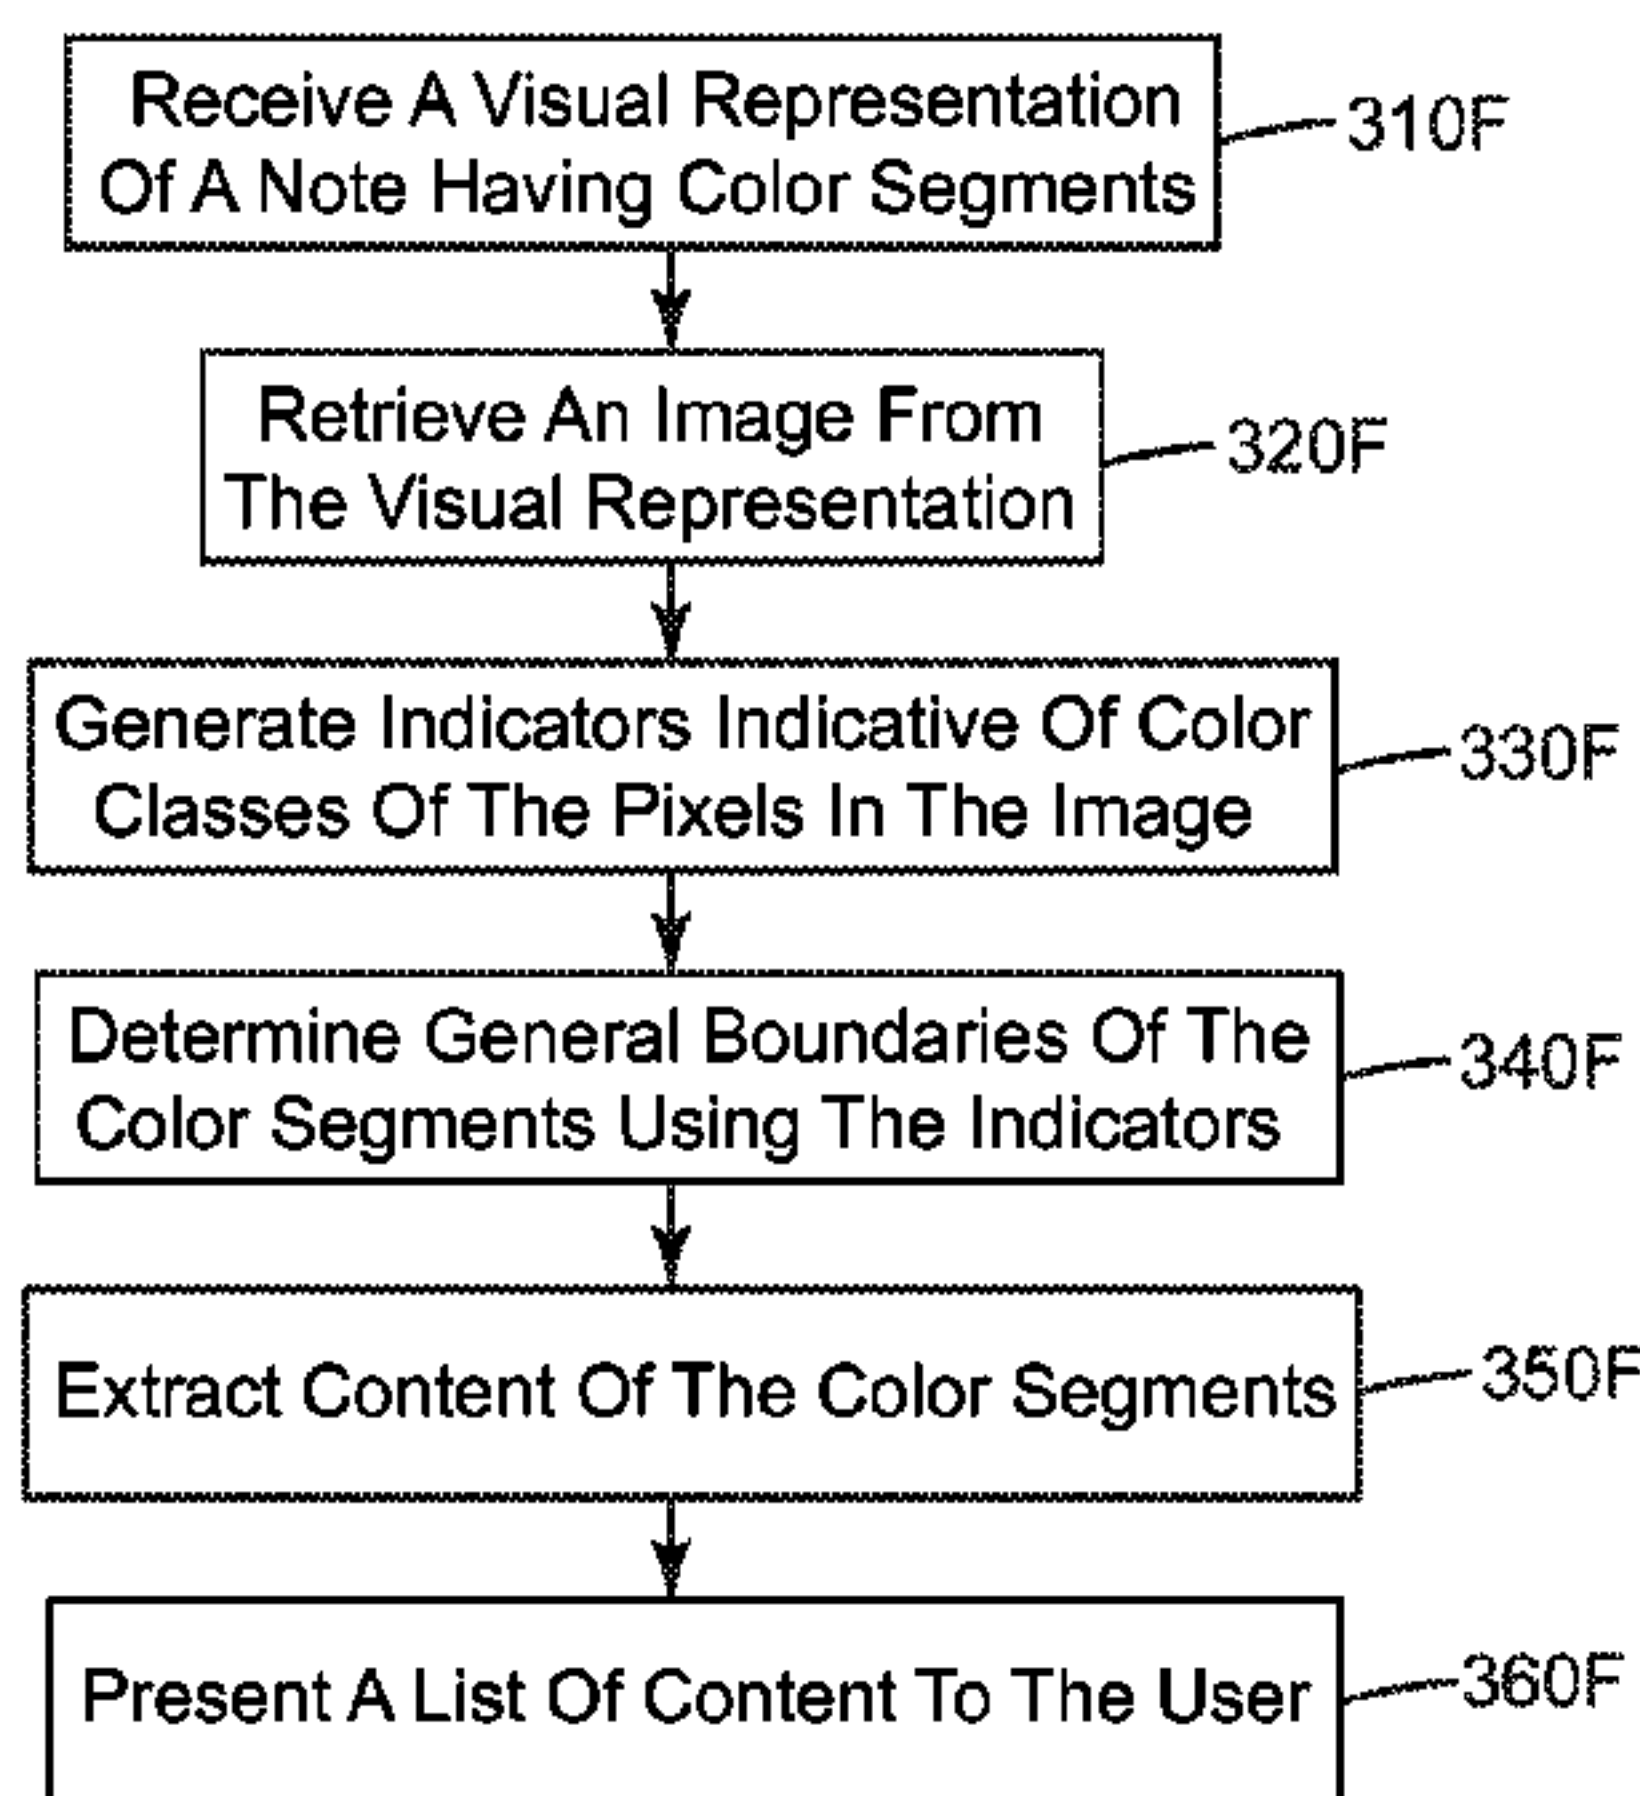 Receive A Visual Representation
Of A Note Having Color Segments
310F
Retrieve An Image From
The Visual Representation
320F
Generate Indicators Indicative Of Color
Classes Of The Pixels In The Image
330F
Determine General Boundaries Of The
Color Segments Using The Indicators
340F
Extract Content Of The Color Segments
350F
Present A List Of Content To The User
360F